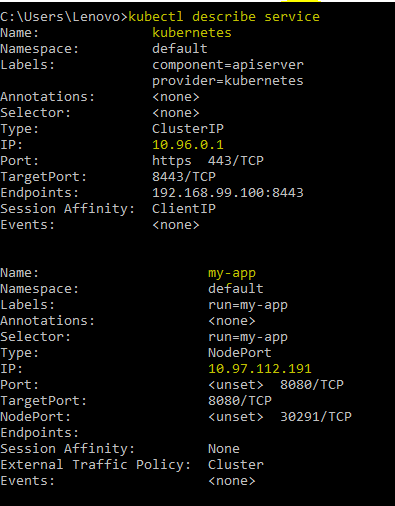 C:\Users\Lenovo>kubectl describe service
Name:              kubernetes
Namespace:         default
Labels:            component=apiserver
                   provider=kubernetes
Annotations:       <none>
Selector:          <none>
Type:              ClusterIP
IP:                10.96.0.1
Port:              https  443/TCP
TargetPort:        8443/TCP
Endpoints:         192.168.99.100:8443
Session Affinity:  ClientIP
Events:            <none>
Name:                     my-app
Namespace:                default
Labels:                   run=my-app
Annotations:              <none>
Selector:                 run=my-app
Type:                     NodePort
IP:                       10.97.112.191
Port:                     <unset>  8080/TCP
TargetPort:               8080/TCP
NodePort:                 <unset>  30291/TCP
Endpoints:
Session Affinity:         None
External Traffic Policy:  Cluster
Events:                   <none>